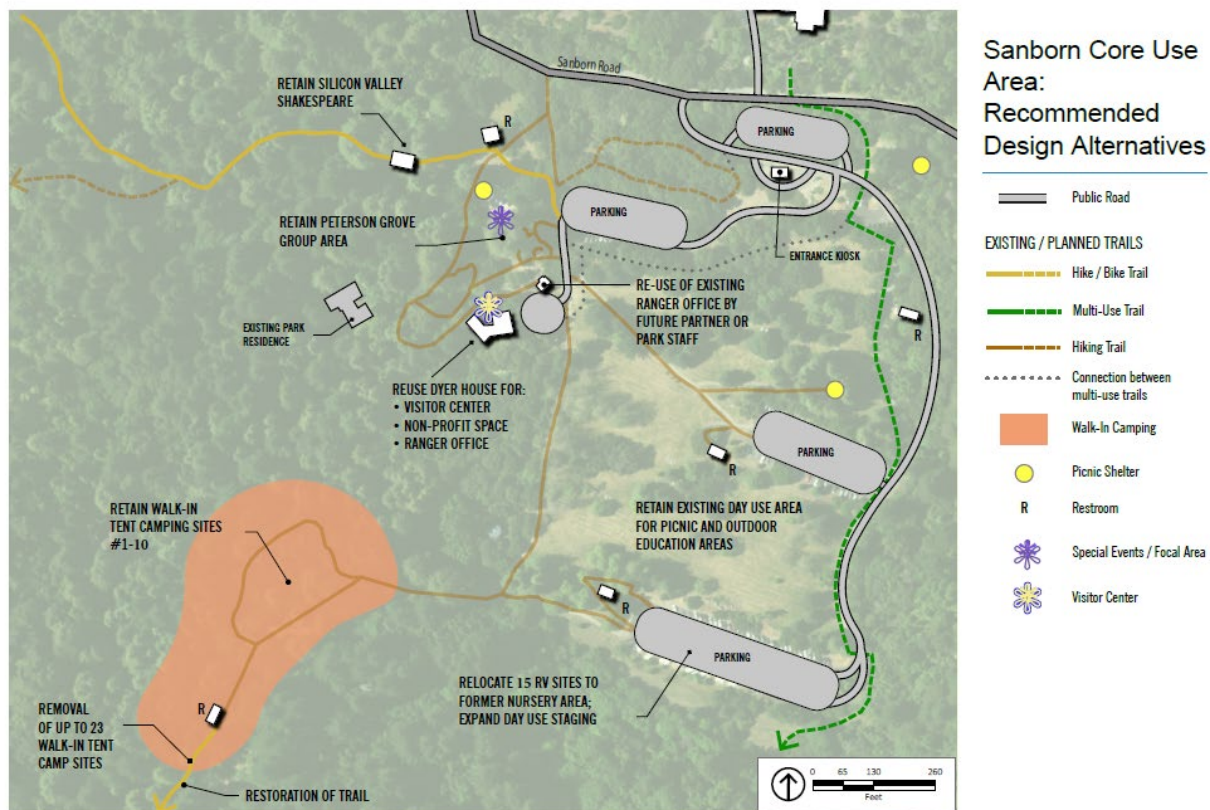 Sanborn Core Use
Area:
Recommended
Design Alternatives
Public Road
EXISTING / PLANNED TRAILS
Hike / Bike Trail
Multi-Use Trail
Hiking Trail
Connection between
multi-use trails
Walk-In Camping
Picnic Shelter
R
Restroom
Special Events / Focal Area
Visitor Center
Sanborn Road
RETAIN SILICON VALLEY
SHAKESPEARE
R
PARKING
RETAIN PETERSON GROVE
GROUP AREA
PARKING
ENTRANCE KIOSK
EXISTING PARK
RESIDENCE
RE-USE OF EXISTING
RANGER OFFICE BY
FUTURE PARTNER OR
PARK STAFF
R
REUSE DYER HOUSE FOR:
• VISITOR CENTER
• NON-PROFIT SPACE
• RANGER OFFICE
PARKING
R
RETAIN WALK-IN
TENT CAMPING SITES
#1-10
RETAIN EXISTING DAY USE AREA
FOR PICNIC AND OUTDOOR
EDUCATION AREAS
R
PARKING
RELOCATE 15 RV SITES TO
FORMER NURSERY AREA;
EXPAND DAY USE STAGING
REMOVAL
OF UP TO 23
WALK-IN TENT
CAMP SITES
R
RESTORATION OF TRAIL
0 65 130 260
Feet